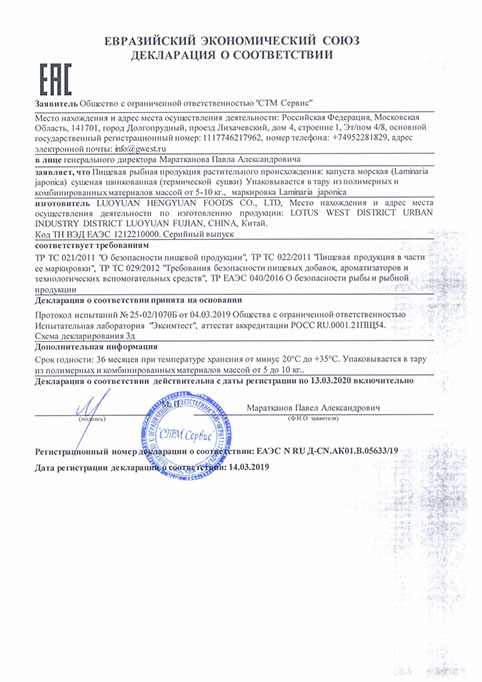 ЕВРАЗИЙСКИЙ ЭКОНОМИЧЕСКИЙ СОЮЗ
ДЕКЛАРАЦИЯ О СООТВЕТСТВИИ
ЕАС
Заявитель Общество с ограниченной ответственностью "СТМ Сервис"
Место нахождения и адрес места осуществления деятельности: Российская Федерация, Московская
Область, 141701, город Долгопрудный, проезд Лихачевский, дом 4, строение 1, Эт/пом 4/8, основной
государственный регистрационный номер: 1177746217962, номер телефона: +74952281829, адрес
электронной почты: info@gwest.ru
в лице генерального директора Маратканова Павла Александровича
заявляет, что Пищевая рыбная продукция растительного происхождения: капуста морская (Laminaria
japonica) сушеная шинкованная (термической сушки) Упаковывается в тару из полимерных и
комбинированных материалов массой от 5-10 кг., маркировка Laminaria japonica
изготовитель LUOYUAN HENGYUAN FOODS CO., LTD, Место нахождения и адрес места
осуществления деятельности по изготовлению продукции: LOTUS WEST DISTRICT URBAN
INDUSTRY DISTRICT LUOYUAN FUJIAN, CHINA, Китай.
Код ТН ВЭД ЕАЭС 1212210000. Серийный выпуск
соответствует требованиям
ТР ТС 021/2011 "О безопасности пищевой продукции", ТР ТС 022/2011 "Пищевая продукция в части
ее маркировки", ТР ТС 029/2012 "Требования безопасности пищевых добавок, ароматизаторов и
технологических вспомогательных средств", ТР ЕАЭС 040/2016 О безопасности рыбы и рыбной
продукции
Декларация о соответствии принята на основании
Протокол испытаний № 25-02/1070Б от 04.03.2019 Общества с ограниченной ответственностью
Испытательная лаборатория "Эксимтест", аттестат аккредитации РОСС RU.0001.21ПЩ54.
Схема декларирования 3д
Дополнительная информация
Срок годности: 36 месяцев при температуре хранения от минус 20°С до +35°С. Упаковывается в тару
из полимерных и комбинированных материалов массой от 5 до 10 кг..
Декларация о соответствии действительна с даты регистрации по 13.03.2020 включительно
М.П.
Маратканов Павел Александрович
(подпись)
(Ф.И.О. заявителя)
СТМ Сервис
Регистрационный номер декларации о соответствии: ЕАЭС N RU Д-CN.АК01.В.05633/19
Дата регистрации декларации о соответствии: 14.03.2019